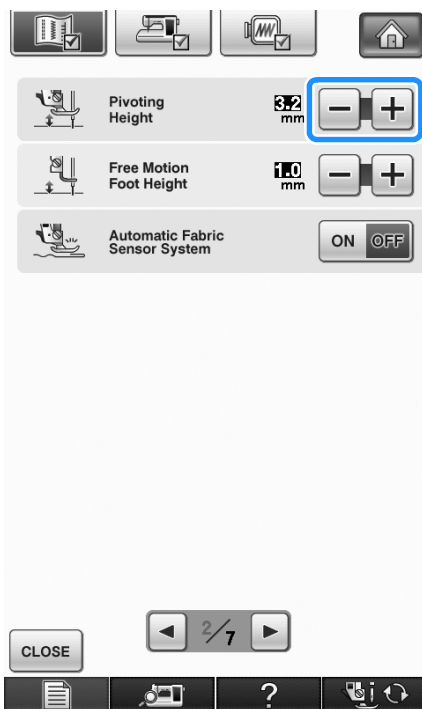 Pivoting
Height
3.2
mm
Free Motion
Foot Height
1.0
mm
Automatic Fabric
Sensor System
ON OFF
2/7
CLOSE
?